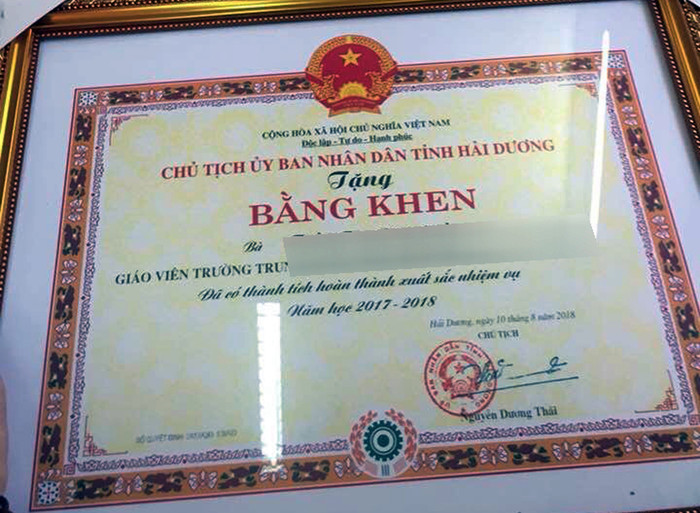 CỘNG HÒA XÃ HỘI CHỦ NGHĨA VIỆT NAM
Độc lập - Tự do - Hạnh phúc
CHỦ TỊCH ỦY BAN NHÂN DÂN TỈNH HẢI DƯƠNG
Tặng
BẰNG KHEN
Bà
GIÁO VIÊN TRƯỜNG TRUN
Đã có thành tích hoàn thành xuất sắc nhiệm vụ
Năm học 2017 - 2018
Hải Dương, ngày 10 tháng 8 năm 2018
CHỦ TỊCH
Nguyễn Dương Thái
SỐ QUYẾT ĐỊNH